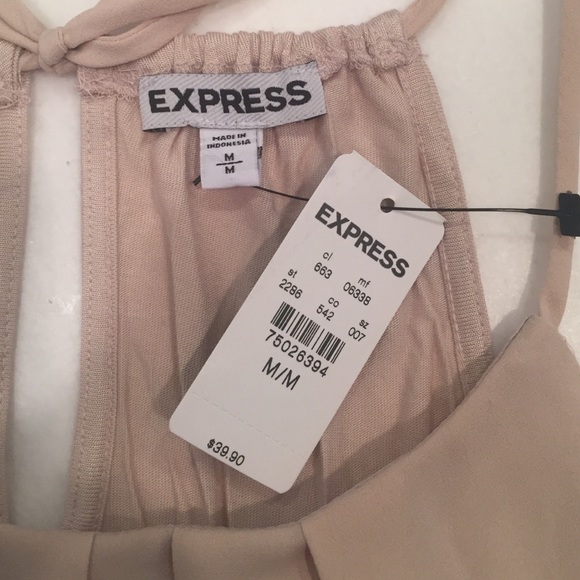 EXPRESS
MADE IN
INDONESIA
M
M
EXPRESS
cl mf
663 06338
st co sz
2286 542 007
75026394
M/M
$39.90